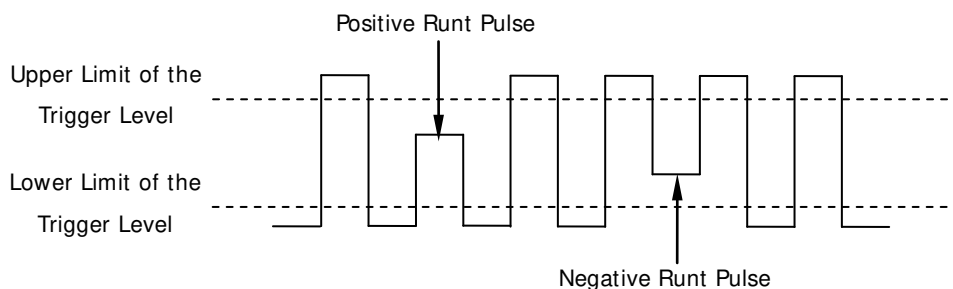 Positive Runt Pulse
Upper Limit of the
Trigger Level
Lower Limit of the
Trigger Level
Negative Runt Pulse